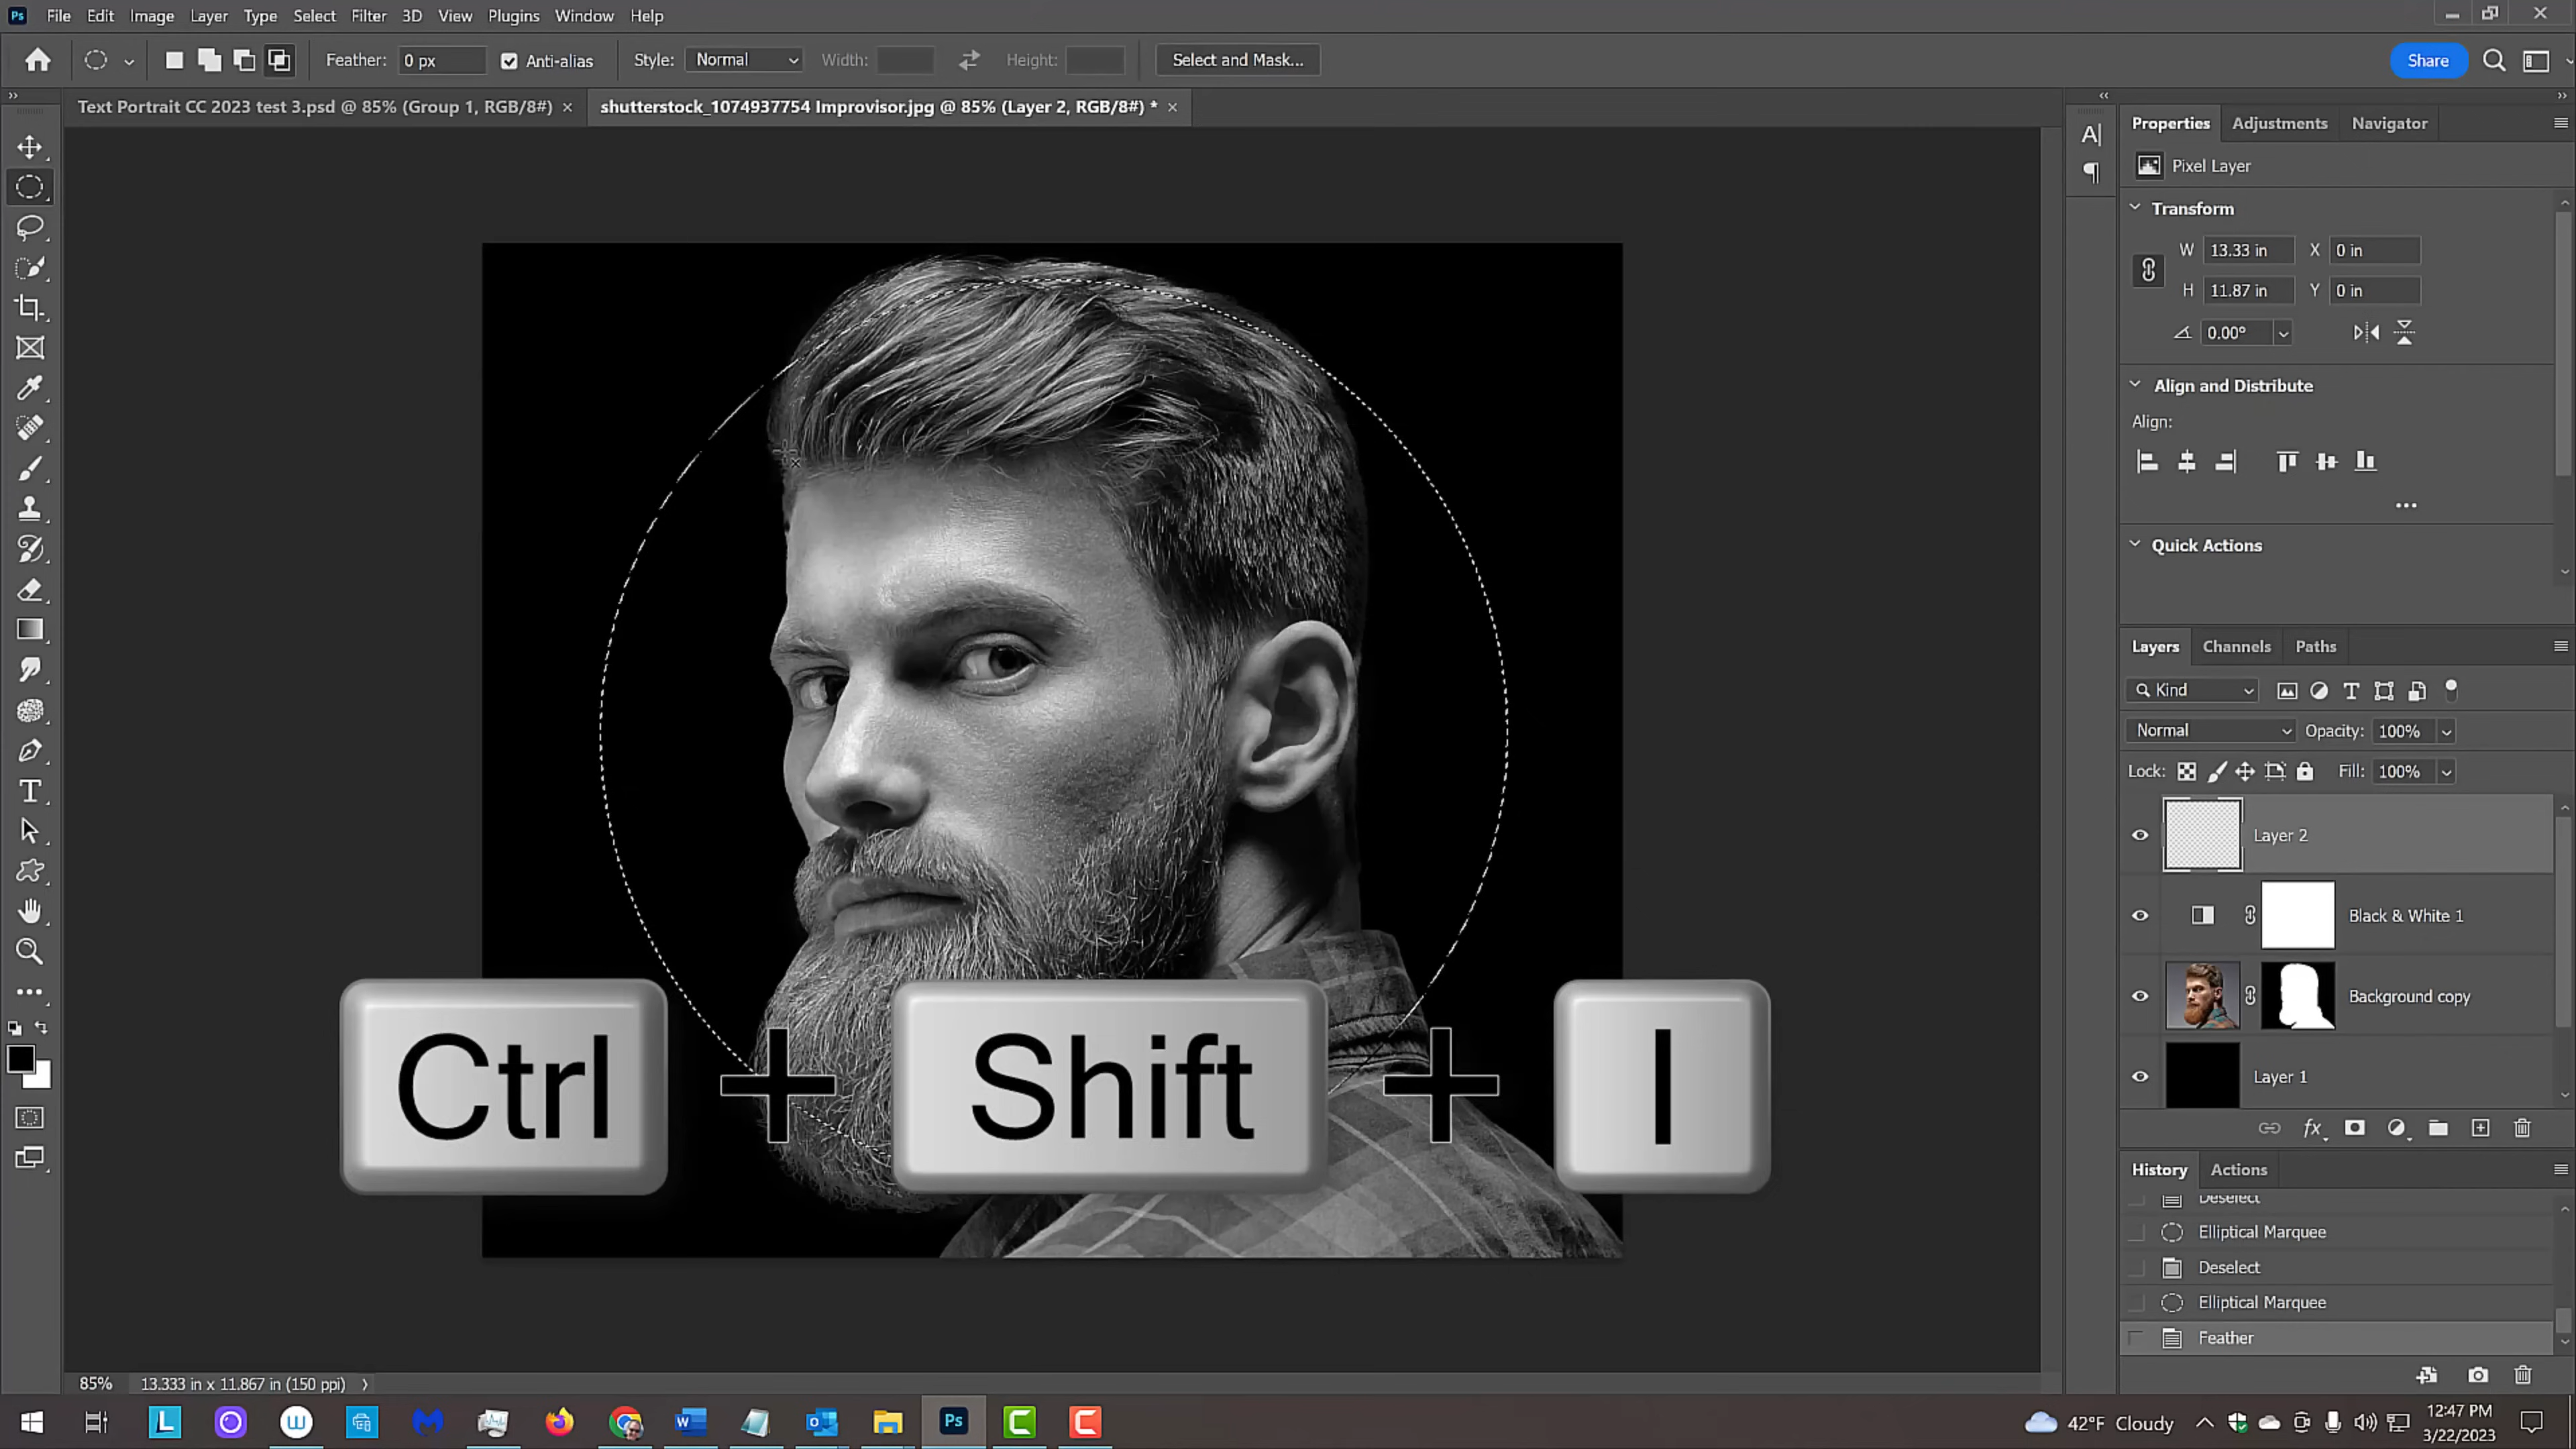 Ps File Edit Image Layer Type Select Filter 3D View Plugins Window Help
Feather: 0 px Anti-alias Style: Normal Width: Height: Select and Mask... Share
Text Portrait CC 2023 test 3.psd @ 85% (Group 1, RGB/8#) × shutterstock_1074937754 Improvisor.jpg @ 85% (Layer 2, RGB/8#) * ×
Properties Adjustments Navigator
Pixel Layer
Transform
W 13.33 in X 0 in
H 11.87 in Y 0 in
0.00°
Align and Distribute
Align:
Quick Actions
Layers Channels Paths
Kind
Normal Opacity: 100%
Lock: Fill: 100%
Layer 2
Black & White 1
Background copy
Layer 1
fx
Ctrl + Shift + I
History Actions
Deselect
Elliptical Marquee
Deselect
Elliptical Marquee
Feather
85% 13.333 in x 11.867 in (150 ppi)
Ps
42°F Cloudy
12:47 PM
3/22/2023